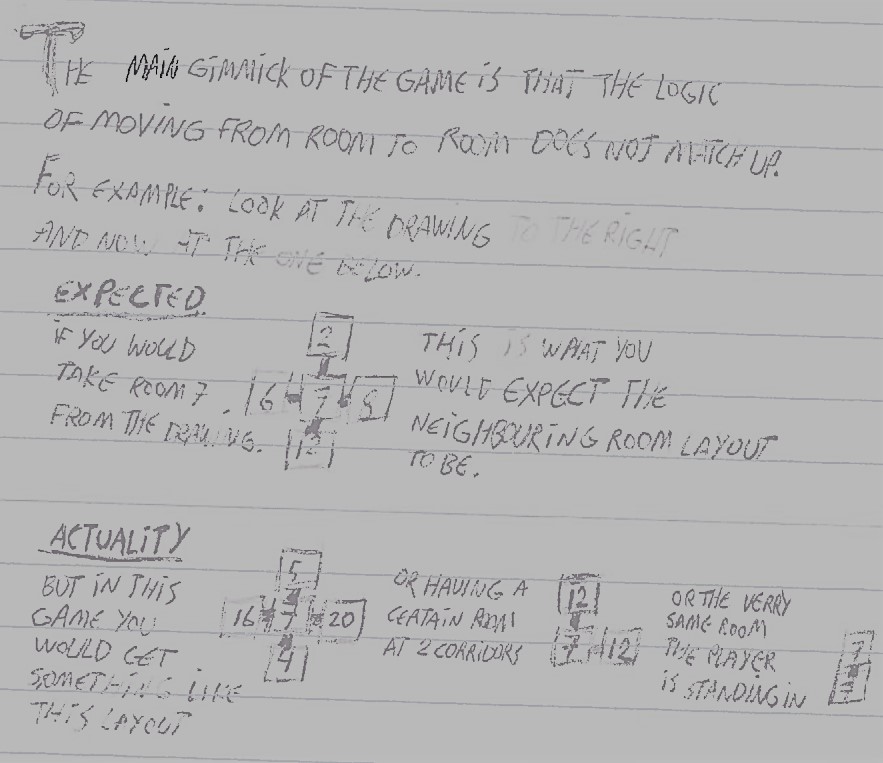 THE MAIN GIMMICK OF THE GAME IS THAT THE LOGIC
OF MOVING FROM ROOM TO ROOM DOES NOT MATCH UP.
FOR EXAMPLE: LOOK AT THE DRAWING TO THE RIGHT
AND NOW AT THE ONE BELOW.
EXPECTED
IF YOU WOULD
TAKE ROOM 7
FROM THE DRAWING.
2
6 7
12
THIS IS WHAT YOU
WOULD EXPECT THE
NEIGHBOURING ROOM LAYOUT
TO BE.
ACTUALITY
BUT IN THIS
GAME YOU
WOULD GET
SOMETHING LIKE
THIS LAYOUT
5
16 7 20
4
OR HAVING A
CERTAIN ROOM
AT 2 CORRIDORS
12
7 12
OR THE VERRY
SAME ROOM
THE PLAYER
IS STANDING IN
7
7